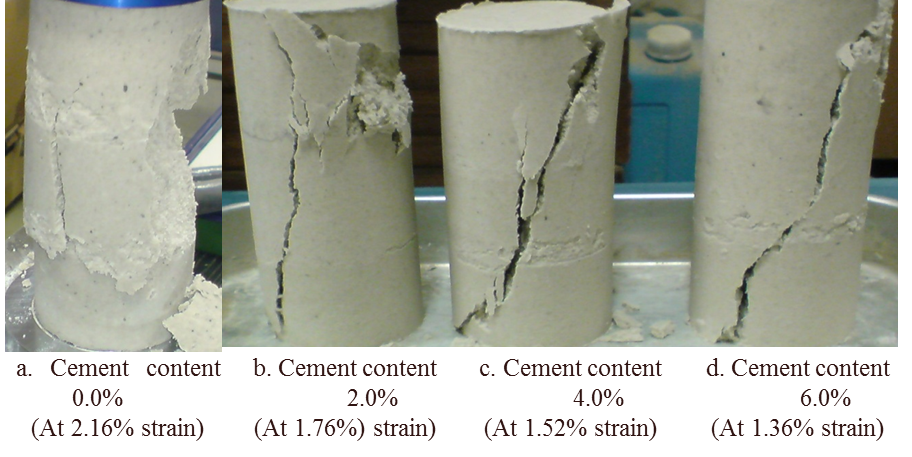 a. Cement content
0.0%
(At 2.16% strain)
b. Cement content
2.0%
(At 1.76%) strain)
c. Cement content
4.0%
(At 1.52% strain)
d. Cement content
6.0%
(At 1.36% strain)